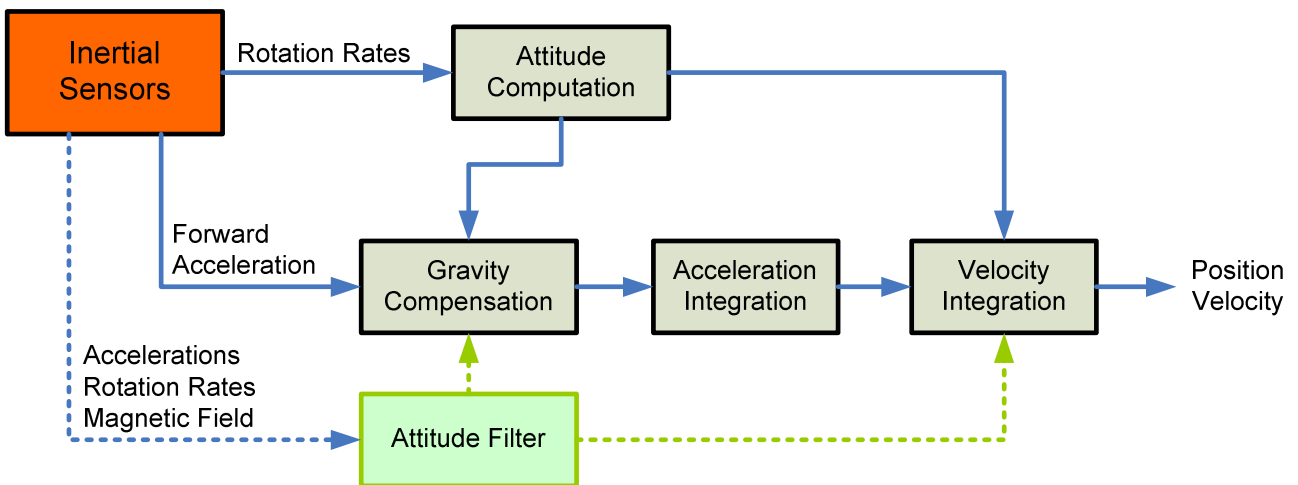 Inertial
Sensors
Rotation Rates
Attitude
Computation
Forward
Acceleration
Gravity
Compensation
Acceleration
Integration
Velocity
Integration
Position
Velocity
Accelerations
Rotation Rates
Magnetic Field
Attitude Filter